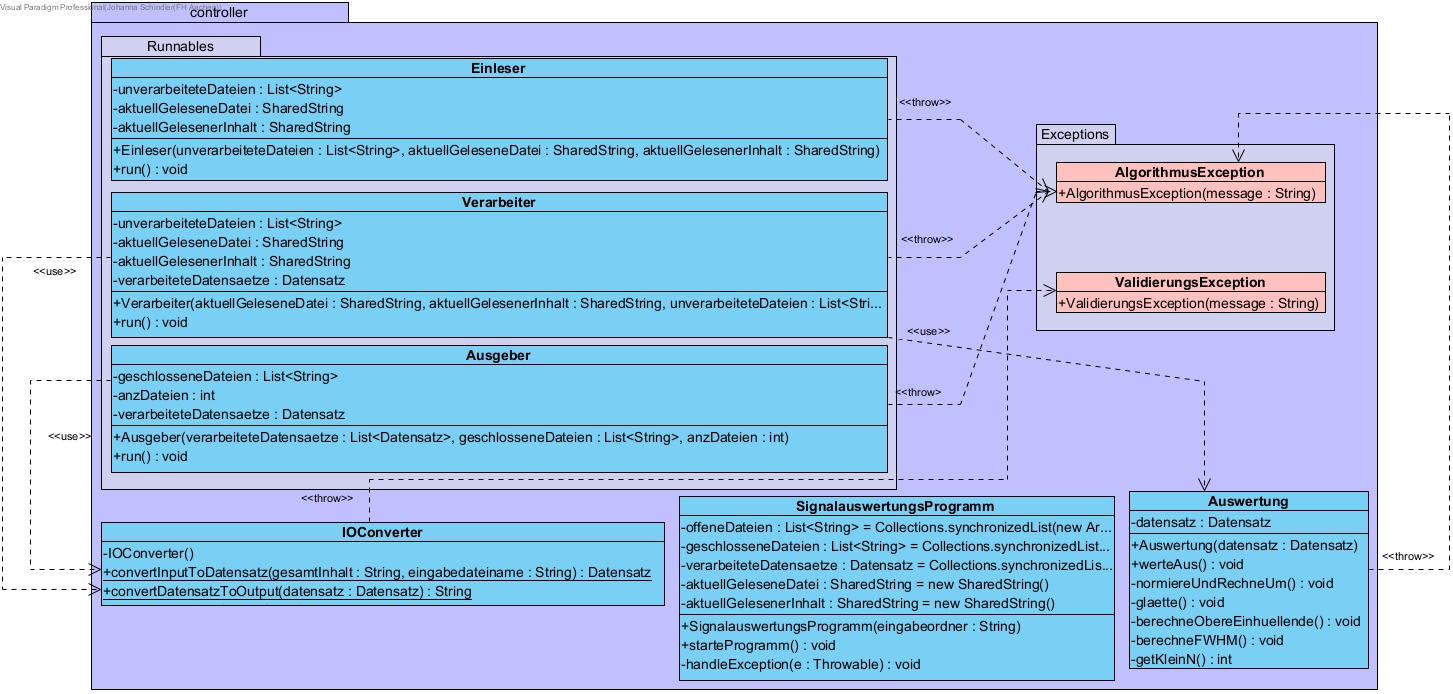 Visual Paradigm Professional(Johanna Schindler(FH Aachen))
controller
Runnables
Einleser
-unverarbeiteteDateien : List<String>
-aktuellGeleseneDatei : SharedString
-aktuellGelesenerInhalt : SharedString
+Einleser(unverarbeiteteDateien : List<String>, aktuellGeleseneDatei : SharedString, aktuellGelesenerInhalt : SharedString)
+run() : void
<<throw>>
Exceptions
AlgorithmusException
+AlgorithmusException(message : String)
Verarbeiter
-unverarbeiteteDateien : List<String>
-aktuellGeleseneDatei : SharedString
-aktuellGelesenerInhalt : SharedString
-verarbeiteteDatensaetze : Datensatz
+Verarbeiter(aktuellGeleseneDatei : SharedString, aktuellGelesenerInhalt : SharedString, unverarbeiteteDateien : List<Stri...
+run() : void
<<throw>>
<<use>>
ValidierungsException
+ValidierungsException(message : String)
<<use>>
Ausgeber
-geschlosseneDateien : List<String>
-anzDateien : int
-verarbeiteteDatensaetze : Datensatz
+Ausgeber(verarbeiteteDatensaetze : List<Datensatz>, geschlosseneDateien : List<String>, anzDateien : int)
+run() : void
<<throw>
<<use>>
<<throw>>
IOConverter
-IOConverter()
+convertInputToDatensatz(gesamtInhalt : String, eingabedateiname : String) : Datensatz
+convertDatensatzToOutput(datensatz : Datensatz) : String
SignalauswertungsProgramm
-offeneDateien : List<String> = Collections.synchronizedList(new Ar...
-geschlosseneDateien : List<String> = Collections.synchronizedList...
-verarbeiteteDatensaetze : Datensatz = Collections.synchronizedLis...
-aktuellGeleseneDatei : SharedString = new SharedString()
-aktuellGelesenerInhalt : SharedString = new SharedString()
+SignalauswertungsProgramm(eingabeordner : String)
+starteProgramm() : void
-handleException(e : Throwable) : void
Auswertung
-datensatz : Datensatz
+Auswertung(datensatz : Datensatz)
+werteAus() : void
-normiereUndRechneUm() : void
-glaette() : void
-berechneObereEinhuellende() : void
-berechneFWHM() : void
-getKleinN() : int
<<throw>>